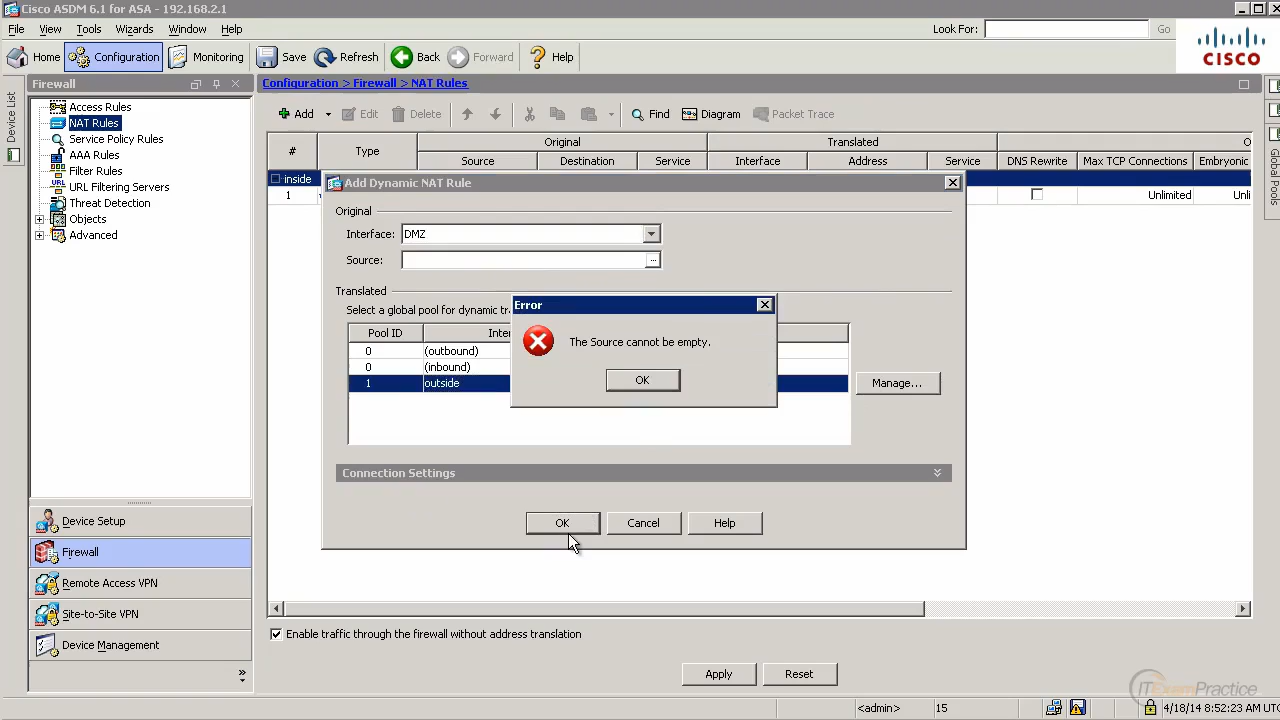 Cisco ASDM 6.1 for ASA - 192.168.2.1
File View Tools Wizards Window Help Look For: Go
Home Configuration Monitoring Save Refresh Back Forward Help
CISCO
Device List
Firewall
Access Rules
NAT Rules
Service Policy Rules
AAA Rules
Filter Rules
URL Filtering Servers
Threat Detection
Objects
Advanced
Device Setup
Firewall
Remote Access VPN
Site-to-Site VPN
Device Management
Configuration > Firewall > NAT Rules
Add Edit Delete Find Diagram Packet Trace
# Type Original Translated O
Source Destination Service Interface Address Service DNS Rewrite Max TCP Connections Embryonic
inside
1 Unlimited Unli
Add Dynamic NAT Rule
Original
Interface: DMZ
Source: ...
Translated
Select a global pool for dynamic tr
Pool ID Inter
0 (outbound)
0 (inbound)
1 outside
Manage...
Error
The Source cannot be empty.
OK
Connection Settings
OK Cancel Help
Enable traffic through the firewall without address translation
Apply Reset
Global Pools
ITExamPractice
<admin> 15 4/18/14 8:52:23 AM UTC